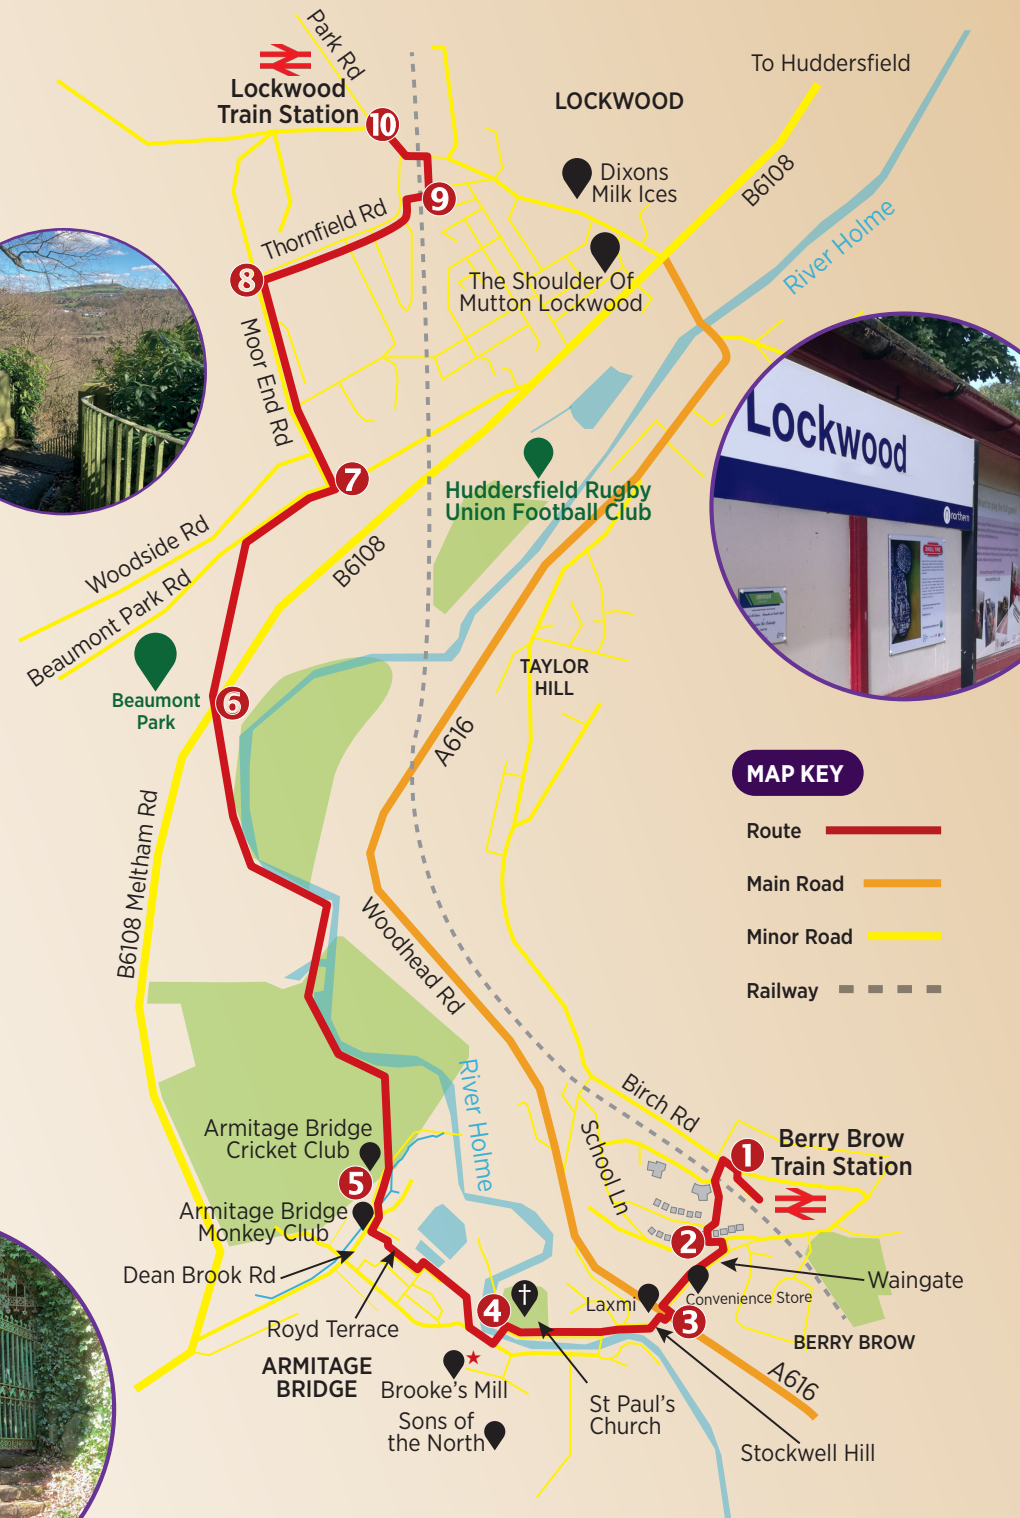 Park Rd
Lockwood
Train Station
10
LOCKWOOD
To Huddersfield
Dixons
Milk Ices
B6108
River Holme
9
Thornfield Rd
8
The Shoulder Of
Mutton Lockwood
Moor End Rd
Lockwood
northern
7
Huddersfield Rugby
Union Football Club
Woodside Rd
B6108
Beaumont Park Rd
Beaumont
Park
6
TAYLOR
HILL
A616
MAP KEY
Route
Main Road
Minor Road
Railway
B6108 Meltham Rd
Woodhead Rd
River Holme
Birch Rd
School Ln
1
Berry Brow
Train Station
Armitage Bridge
Cricket Club
5
Armitage Bridge
Monkey Club
Dean Brook Rd
Royd Terrace
2
Waingate
Convenience Store
Laxmi
3
4
BERRY BROW
ARMITAGE
BRIDGE
Brooke's Mill
Sons of
the North
St Paul's
Church
A616
Stockwell Hill